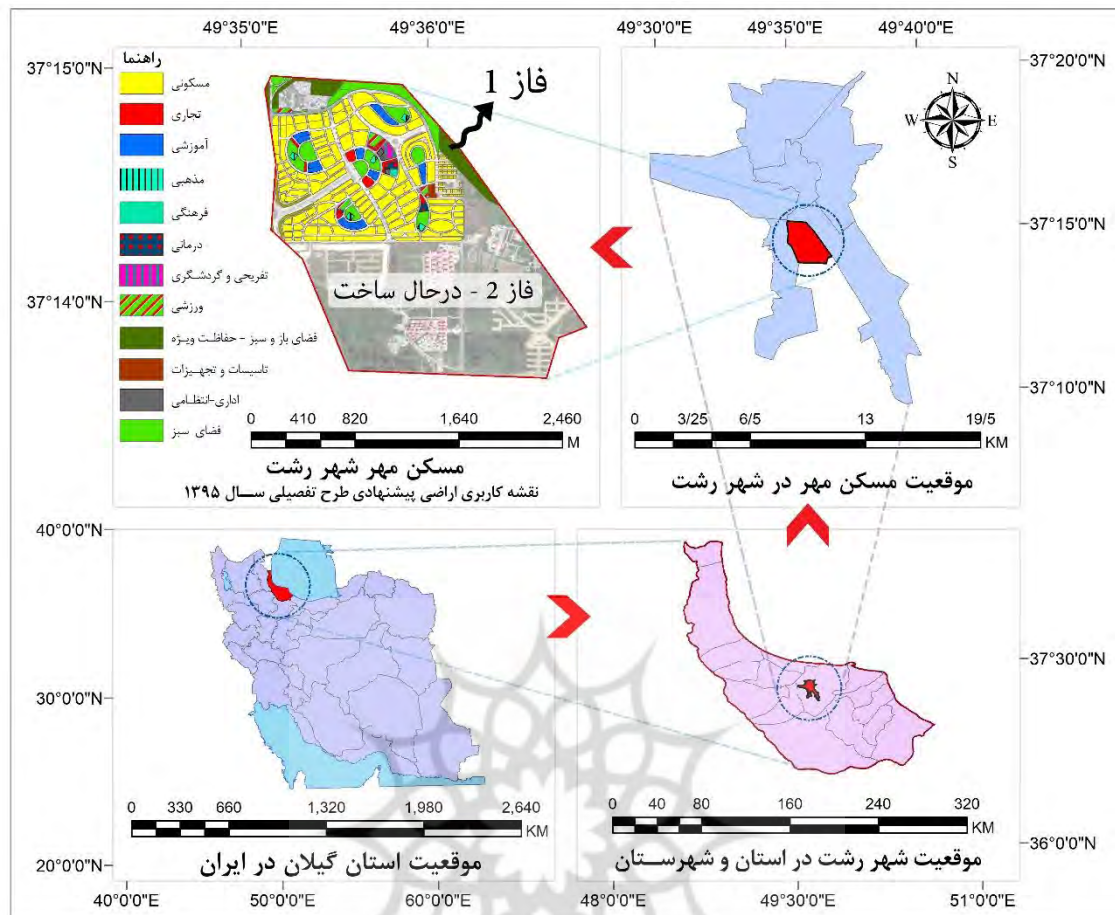 49°35'0"E 49°36'0"E
37°15'0"N
37°14'0"N
راهنما
مسکونی
تجاری
آموزشی
مذهبی
فرهنگی
درمانی
تفریحی و گردشگری
ورزشی
فضای باز و سبز - حفاظت ویژه
تاسیسات و تجهیزات
اداری-انتظامی
فضای سبز
فاز 1
فاز 2 - درحال ساخت
0 410 820 1,640 2,460
M
مسکن مهر شهر رشت
نقشه کاربری اراضی پیشنهادی طرح تفصیلی ســال ۱۳۹۵
49°30'0"E 49°35'0"E 49°40'0"E
37°20'0"N
37°15'0"N
37°10'0"N
N
W E
S
0 3/25 6/5 13 19/5
KM
موقعیت مسکن مهر در شهر رشت
40°0'0"N
30°0'0"N
20°0'0"N
0 330 660 1,320 1,980 2,640
KM
موقعیت استان گیلان در ایران
40°0'0"E 50°0'0"E 60°0'0"E
37°30'0"N
36°0'0"N
0 40 80 160 240 320
KM
موقعیت شهر رشت در استان و شهرســتان
48°0'0"E 49°30'0"E 51°0'0"E